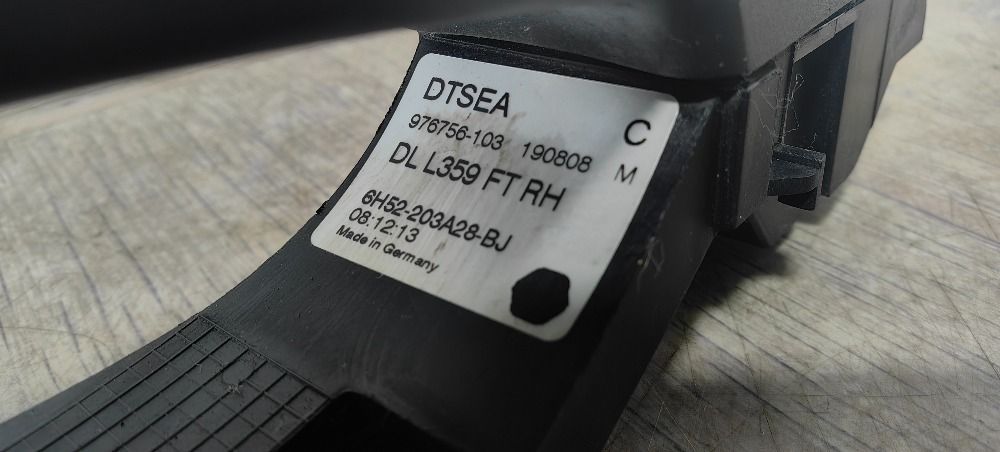 DTSEA
C
976756-103 190808
M
DL L359 FT RH
6H52-203A28-BJ
08:12:13
Made in Germany